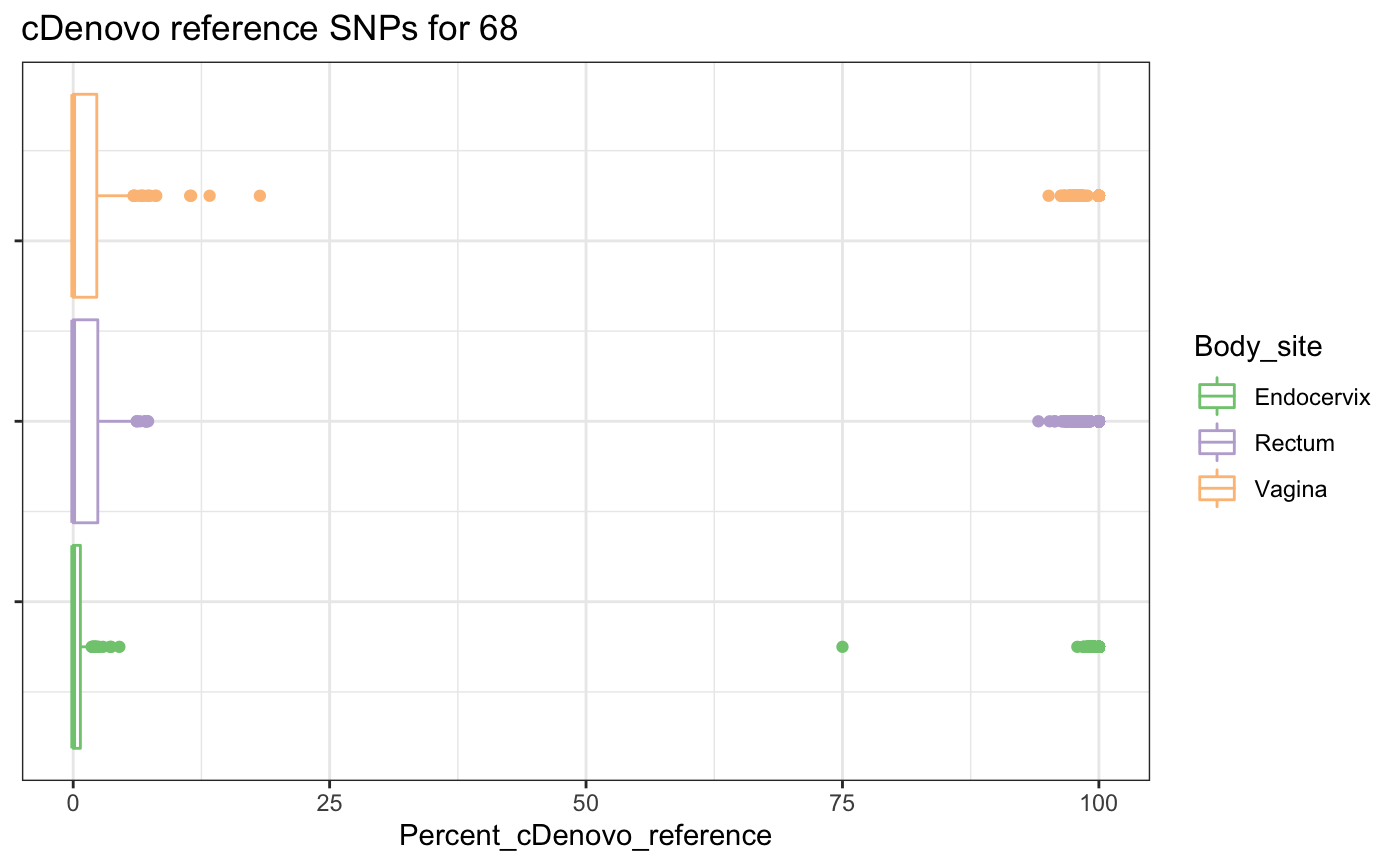 cDenovo reference SNPs for 68
Body_site
Endocervix
Rectum
Vagina
0 25 50 75 100
Percent_cDenovo_reference